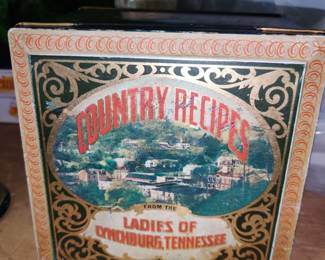 COUNTRY RECIPES
FROM THE
LADIES OF
LYNCHBURG, TENNESSEE